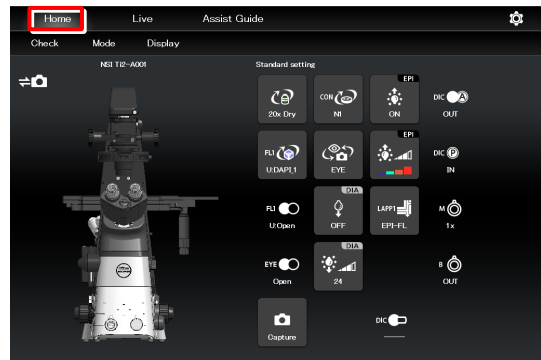 Home Live Assist Guide
Check Mode Display
NSI Ti2-A001
Standard setting
20x Dry
CON
N1
EPI
ON
DIC A
OUT
FL1
U:DAPI_1
EYE
EPI
DIC P
IN
FL1
U:Open
DIA
OFF
LAPP1
EPI-FL
M
1x
EYE
Open
DIA
24
B
OUT
Capture
DIC